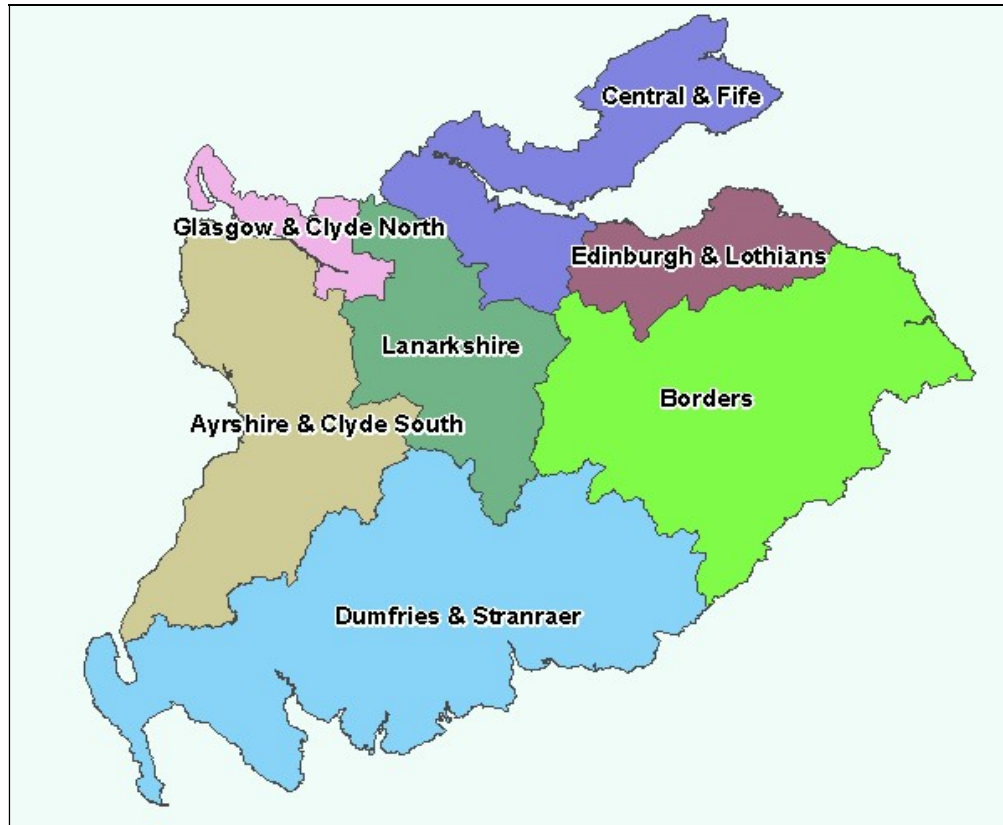 Central & Fife
Glasgow & Clyde North
Edinburgh & Lothians
Lanarkshire
Borders
Ayrshire & Clyde South
Dumfries & Stranraer